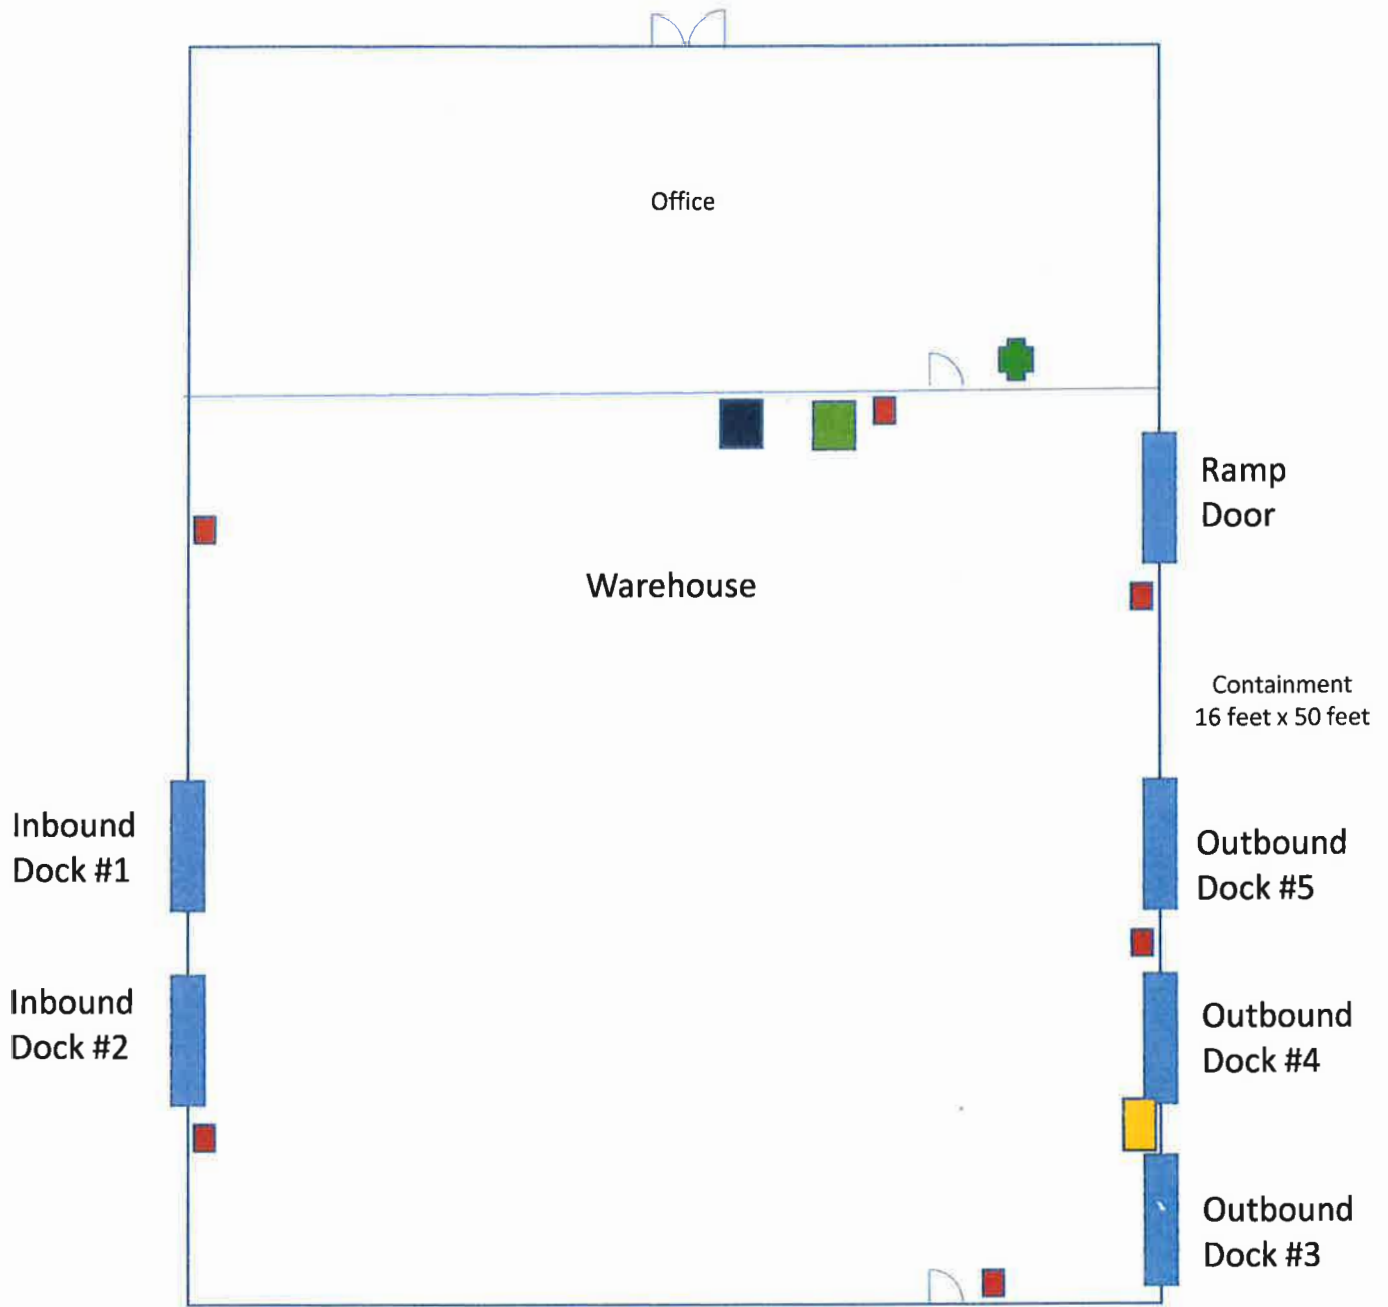 Office
Ramp
Door
Warehouse
Containment
16 feet x 50 feet
Inbound
Dock #1
Outbound
Dock #5
Inbound
Dock #2
Outbound
Dock #4
Outbound
Dock #3